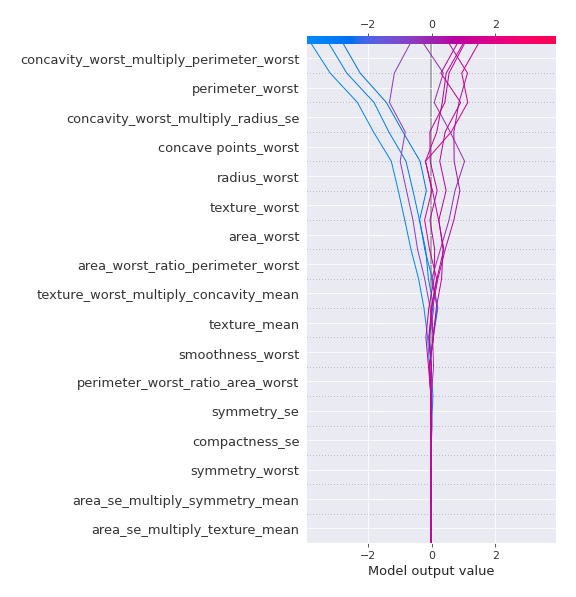 −2 0 2
concavity_worst_multiply_perimeter_worst
perimeter_worst
concavity_worst_multiply_radius_se
concave points_worst
radius_worst
texture_worst
area_worst
area_worst_ratio_perimeter_worst
texture_worst_multiply_concavity_mean
texture_mean
smoothness_worst
perimeter_worst_ratio_area_worst
symmetry_se
compactness_se
symmetry_worst
area_se_multiply_symmetry_mean
area_se_multiply_texture_mean
−2 0 2
Model output value